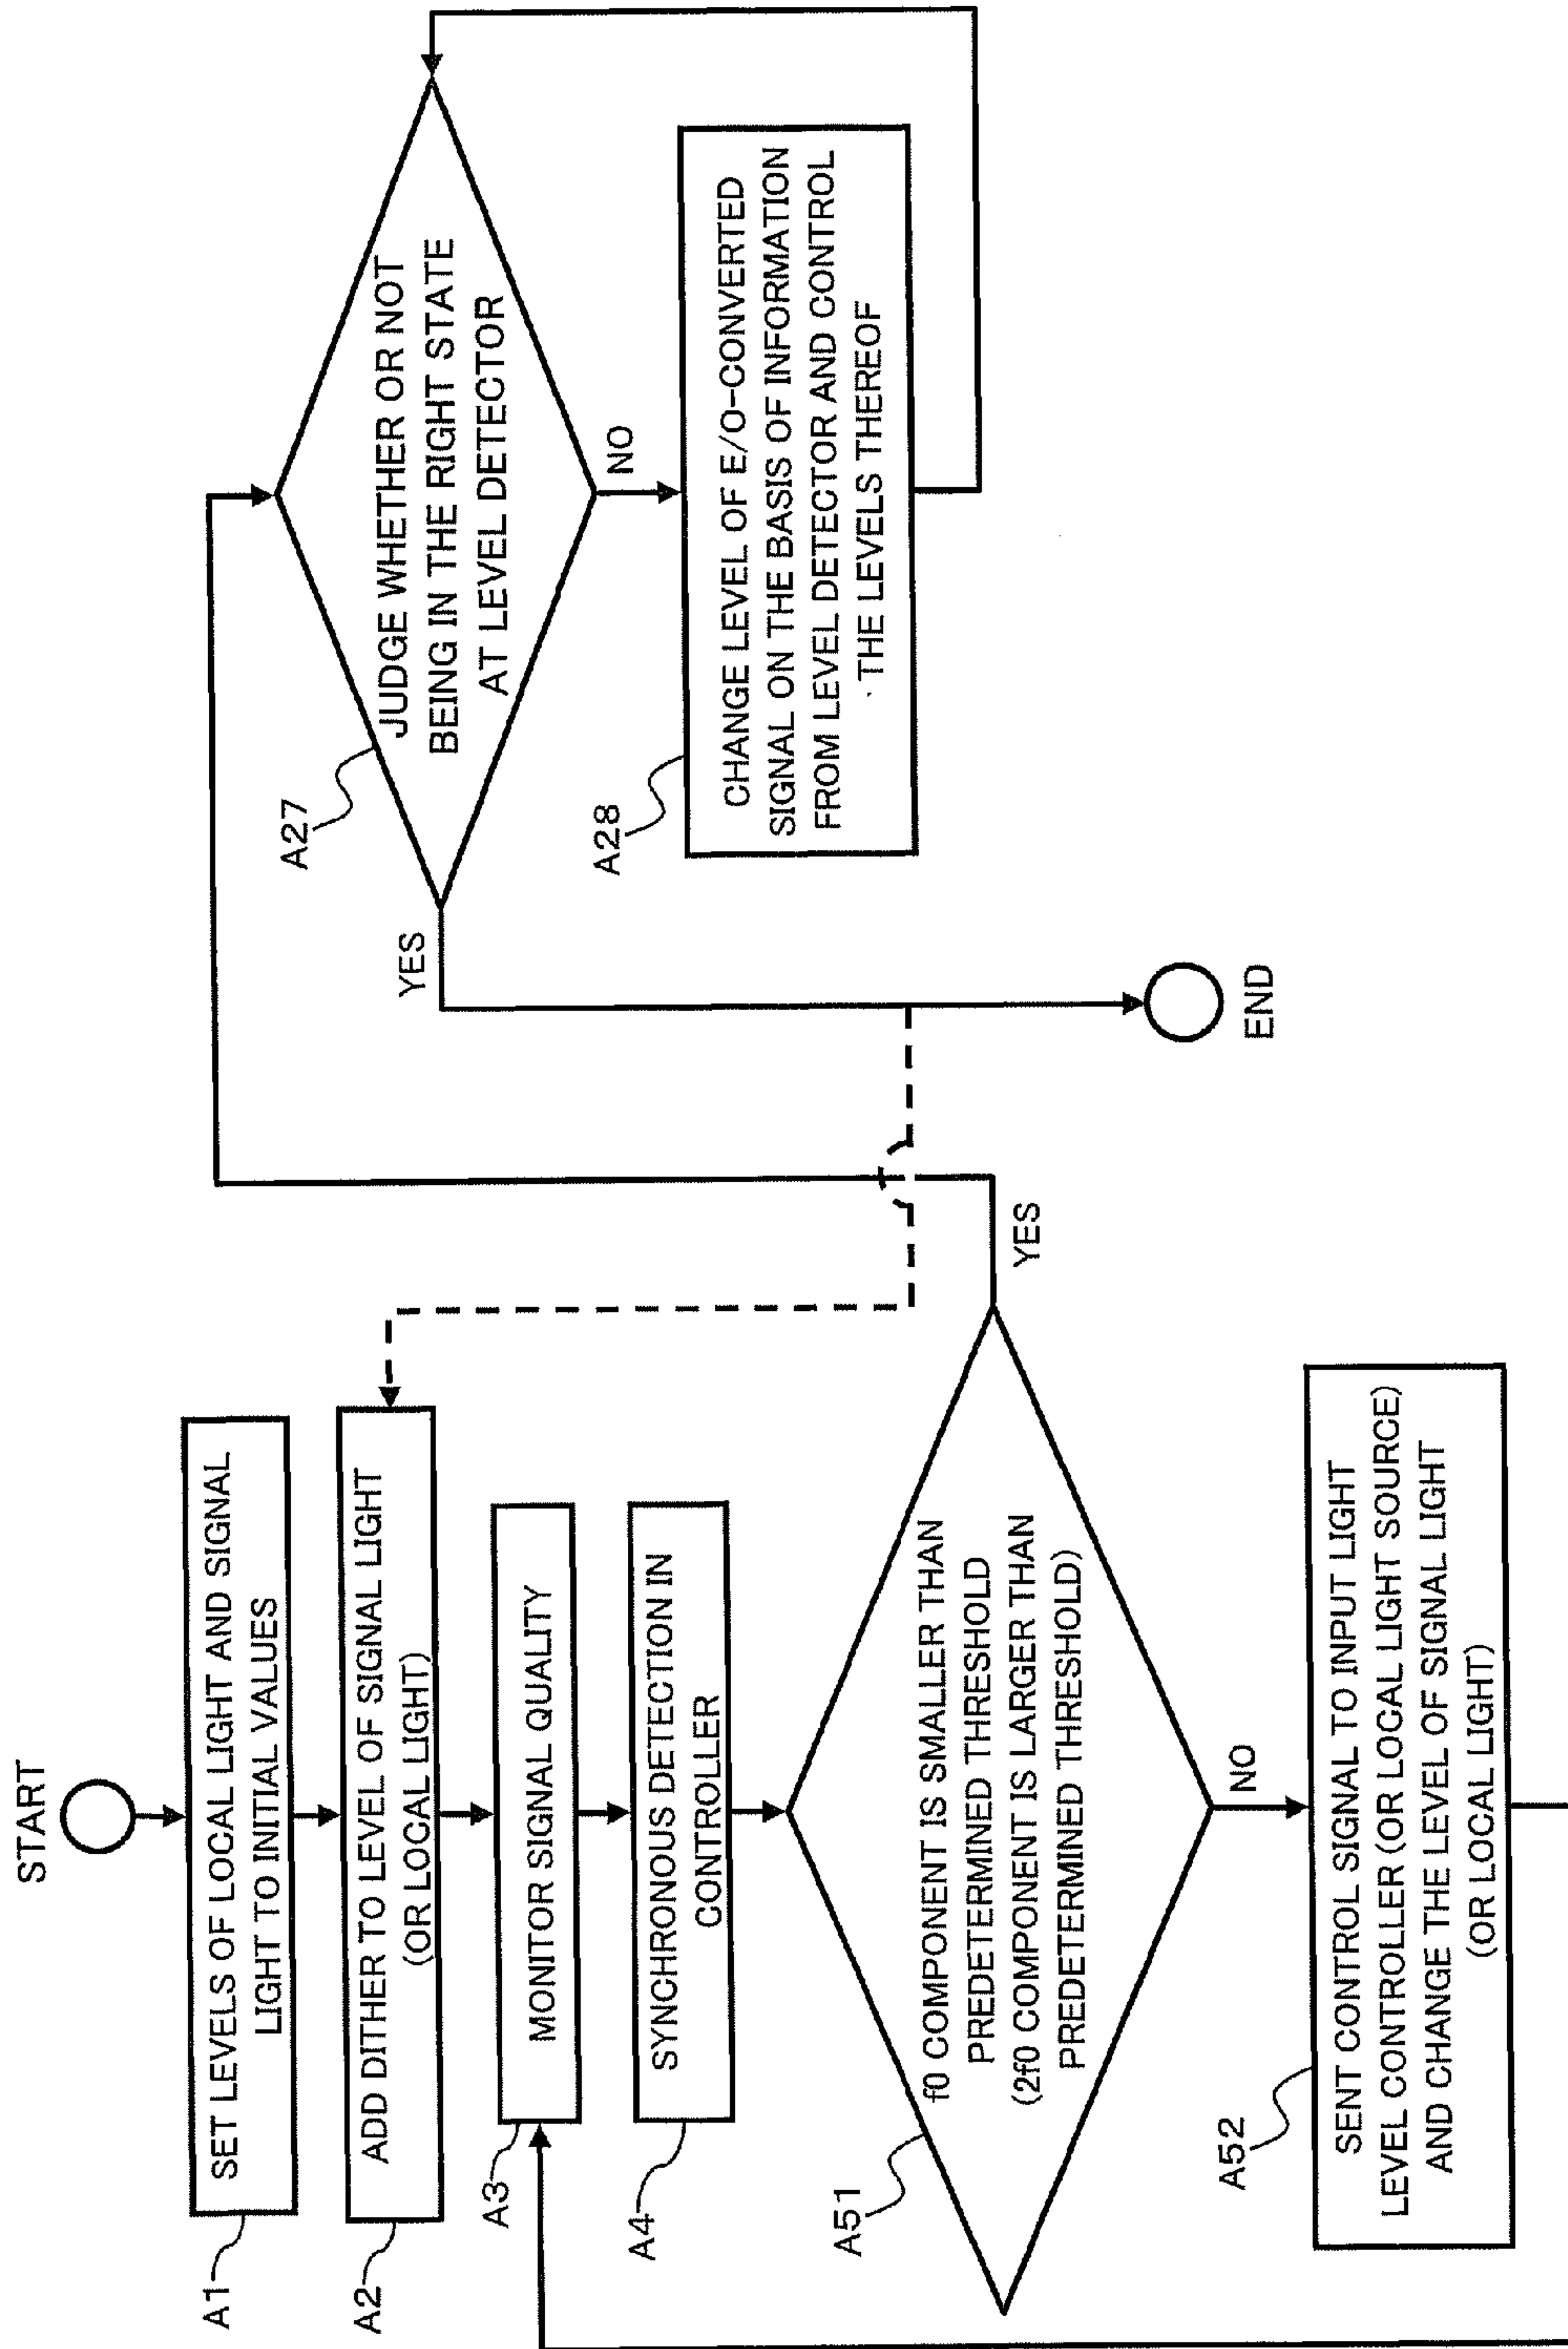 START
A1
SET LEVELS OF LOCAL LIGHT AND SIGNAL
LIGHT TO INITIAL VALUES
A2
ADD DITHER TO LEVEL OF SIGNAL LIGHT
(OR LOCAL LIGHT)
A3
MONITOR SIGNAL QUALITY
A4
SYNCHRONOUS DETECTION IN
CONTROLLER
A51
f0 COMPONENT IS SMALLER THAN
PREDETERMINED THRESHOLD
(2f0 COMPONENT IS LARGER THAN
PREDETERMINED THRESHOLD)
YES
NO
A52
SENT CONTROL SIGNAL TO INPUT LIGHT
LEVEL CONTROLLER (OR LOCAL LIGHT SOURCE)
AND CHANGE THE LEVEL OF SIGNAL LIGHT
(OR LOCAL LIGHT)
A27
JUDGE WHETHER OR NOT
BEING IN THE RIGHT STATE
AT LEVEL DETECTOR
YES
NO
A28
CHANGE LEVEL OF E/O-CONVERTED
SIGNAL ON THE BASIS OF INFORMATION
FROM LEVEL DETECTOR AND CONTROL
THE LEVELS THEREOF
END